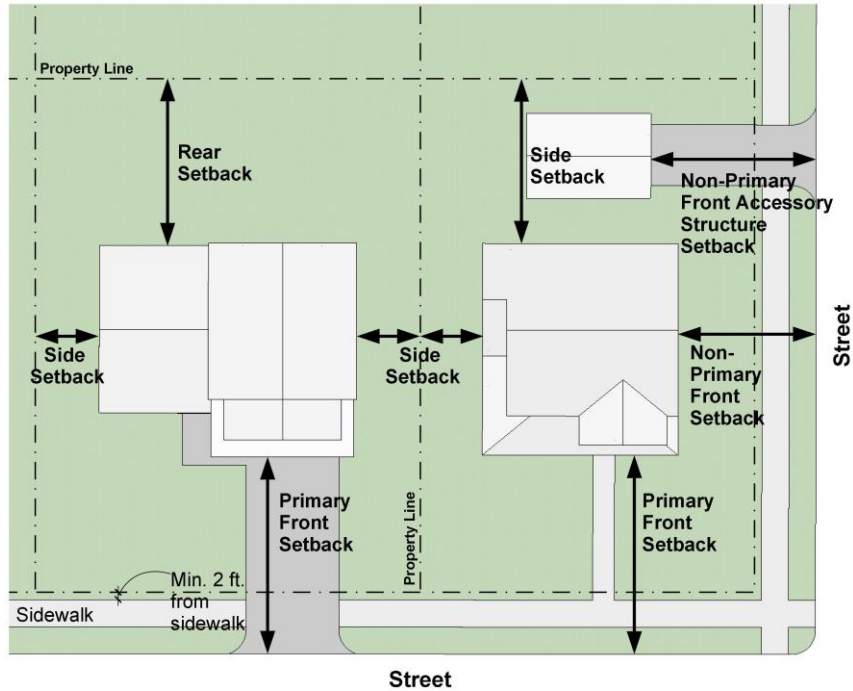 Property Line
Rear
Setback
Side
Setback
Non-Primary
Front Accessory
Structure
Setback
Side
Setback
Side
Setback
Non-
Primary
Front
Setback
Street
Primary
Front
Setback
Property Line
Primary
Front
Setback
Min. 2 ft.
from
sidewalk
Sidewalk
Street